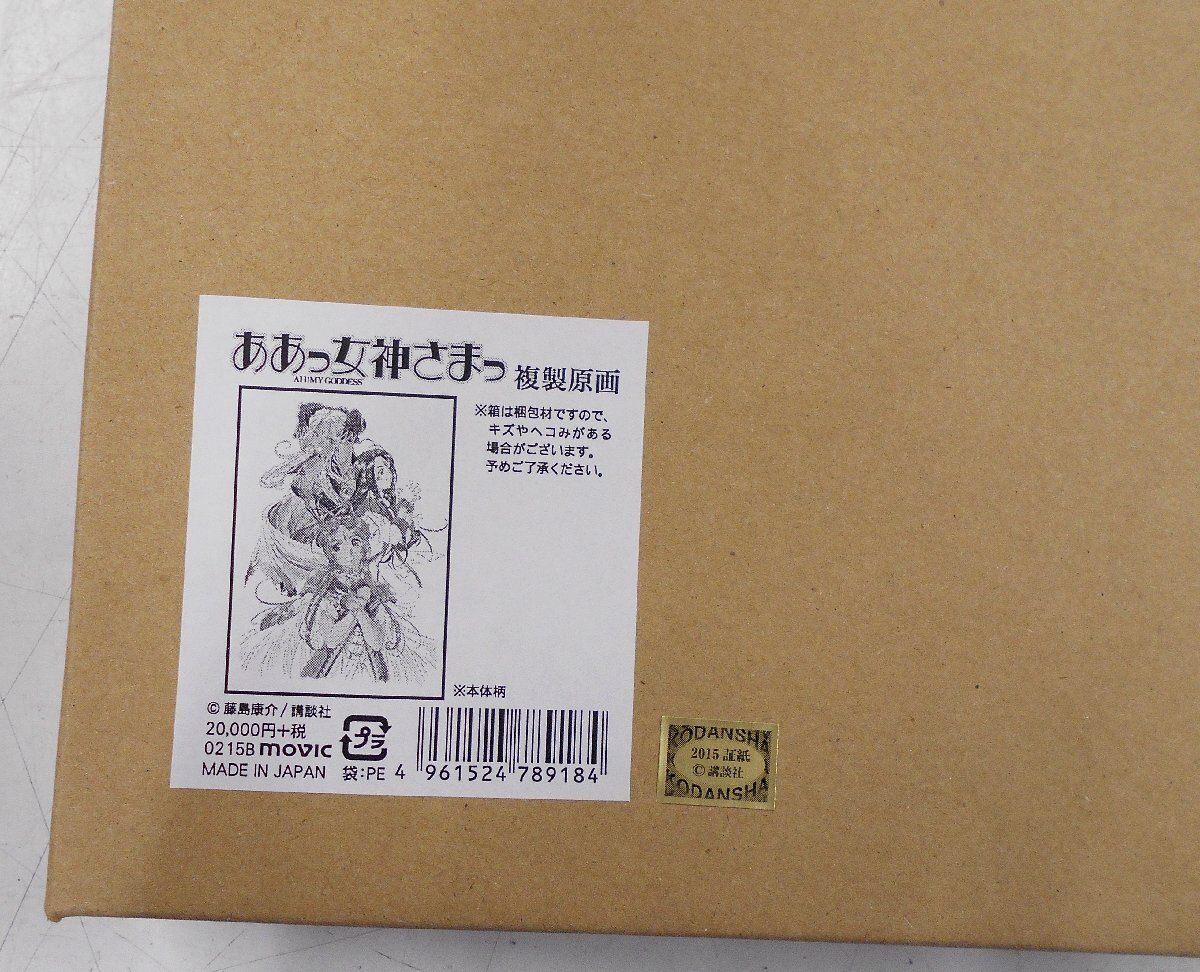 ああっ女神さまっ 複製原画
AH! MY GODDESS
※箱は梱包材ですので、
キズやヘコみがある
場合がございます。
予めご了承ください。
※本体柄
© 藤島康介 / 講談社
20,000円+税
0215B movic プラ
MADE IN JAPAN 袋:PE 4 961524 789184
KODANSHA
2015 証紙
© 講談社
KODANSHA